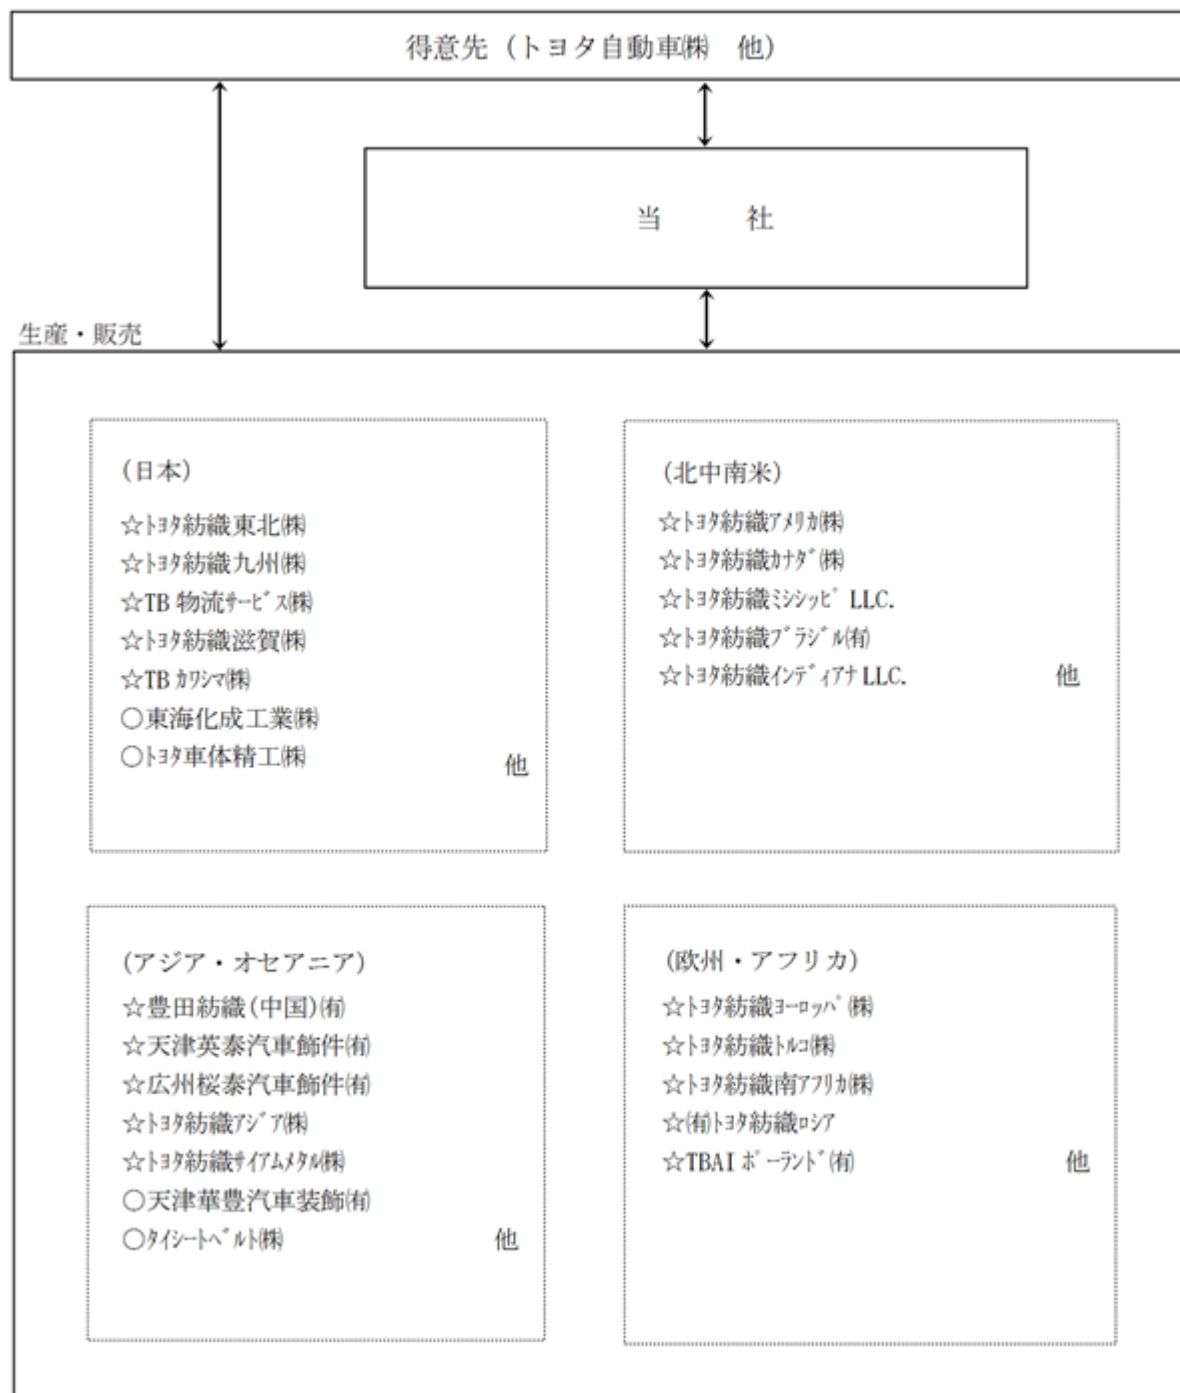 得意先（トヨタ自動車㈱　他）
当　　社
生産・販売
(日本)
☆ﾄﾖﾀ紡織東北㈱
☆ﾄﾖﾀ紡織九州㈱
☆TB 物流ｻｰﾋﾞｽ㈱
☆ﾄﾖﾀ紡織滋賀㈱
☆TB ｶﾜｼﾏ㈱
○東海化成工業㈱
○ﾄﾖﾀ車体精工㈱
他
(北中南米)
☆ﾄﾖﾀ紡織ｱﾒﾘｶ㈱
☆ﾄﾖﾀ紡織ｶﾅﾀﾞ㈱
☆ﾄﾖﾀ紡織ﾐｼｼｯﾋﾟ LLC.
☆ﾄﾖﾀ紡織ﾌﾞﾗｼﾞﾙ㈲
☆ﾄﾖﾀ紡織ｲﾝﾃﾞｨｱﾅ LLC.　他
(アジア・オセアニア)
☆豊田紡織(中国)㈲
☆天津英泰汽車飾件㈲
☆広州桜泰汽車飾件㈲
☆ﾄﾖﾀ紡織ｱｼﾞｱ㈱
☆ﾄﾖﾀ紡織ｻｲｱﾑﾒﾀﾙ㈱
○天津華豊汽車装飾㈲
○ﾀｲｼｰﾄﾍﾞﾙﾄ㈱　他
(欧州・アフリカ)
☆ﾄﾖﾀ紡織ﾖｰﾛｯﾊﾟ㈱
☆ﾄﾖﾀ紡織ﾄﾙｺ㈱
☆ﾄﾖﾀ紡織南ｱﾌﾘｶ㈱
☆㈲ﾄﾖﾀ紡織ﾛｼｱ
☆TBAI ﾎﾟｰﾗﾝﾄﾞ㈲　他